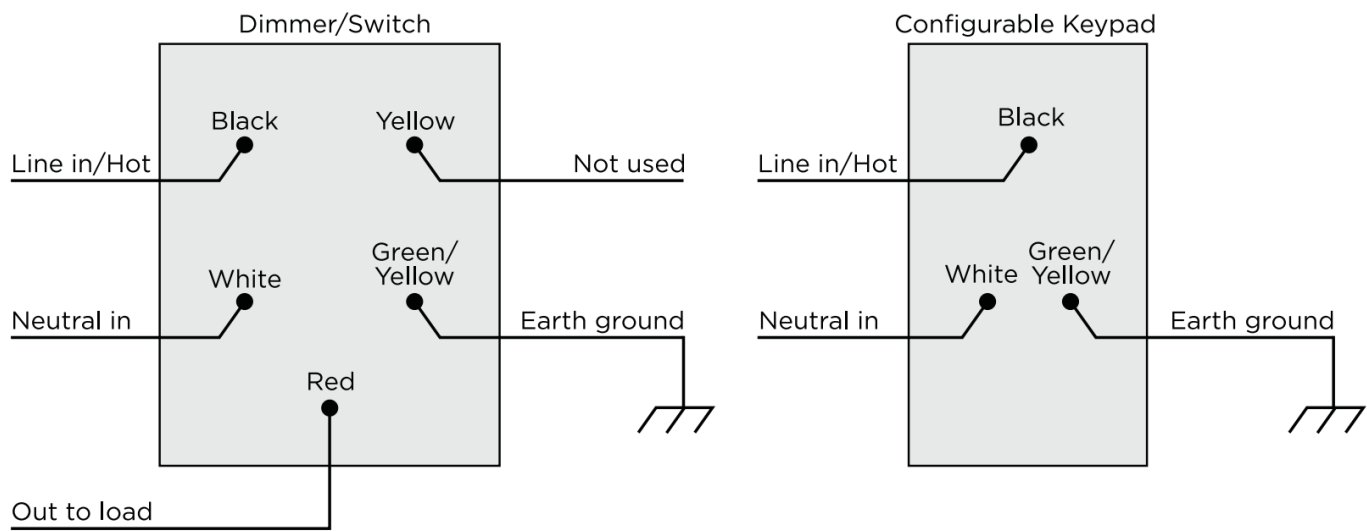 Dimmer/Switch
Black
Yellow
Line in/Hot
Not used
White
Green/
Yellow
Neutral in
Earth ground
Red
Out to load
Configurable Keypad
Black
Line in/Hot
White
Green/
Yellow
Neutral in
Earth ground